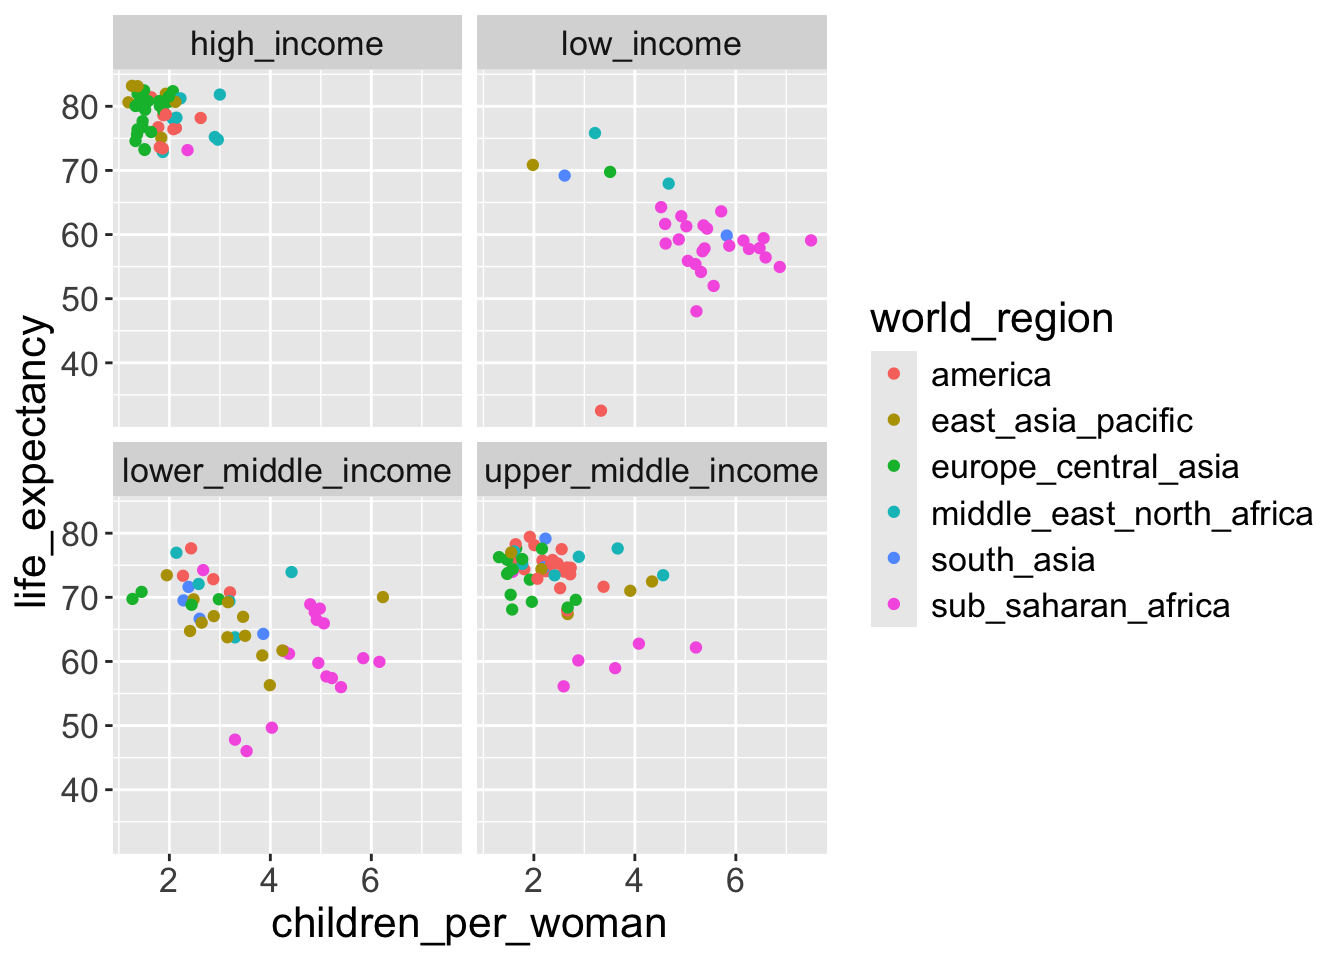 high_income
low_income
80
70
60
50
40
lower_middle_income
upper_middle_income
80
70
60
50
40
2
4
6
2
4
6
children_per_woman
life_expectancy
world_region
america
east_asia_pacific
europe_central_asia
middle_east_north_africa
south_asia
sub_saharan_africa